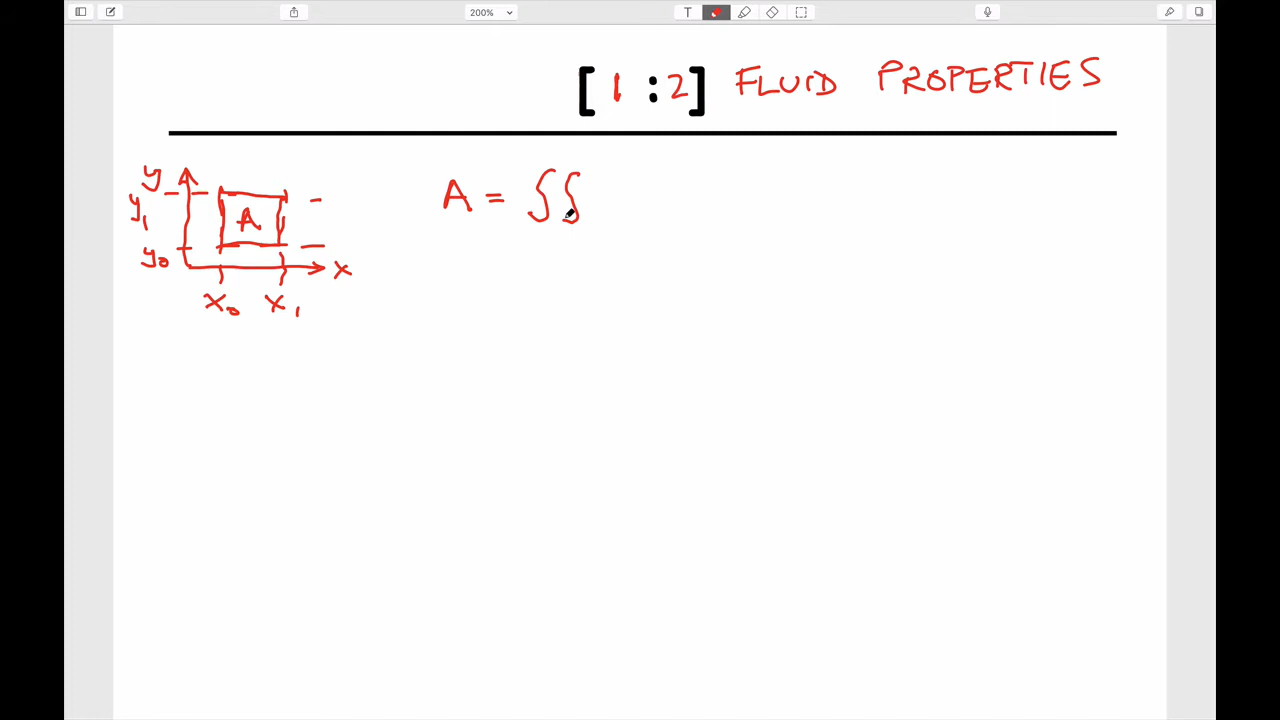 200%
T
[ 1 : 2 ] FLUID PROPERTIES
y
y₁
A
y₀
x
x₀ x₁
A = ∫∫